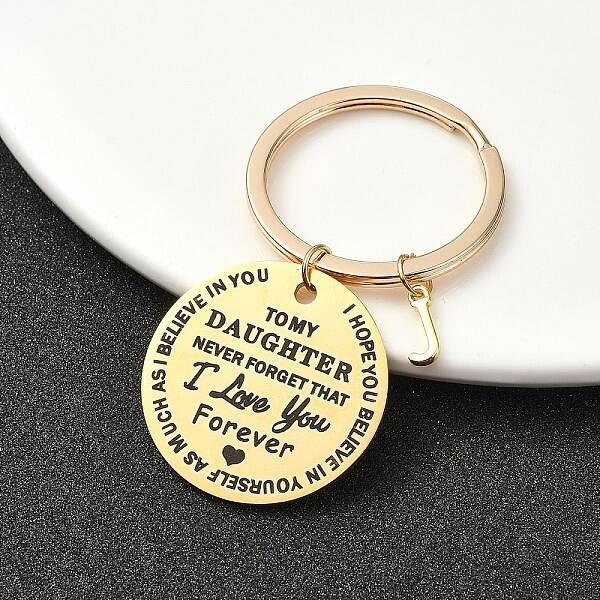 I HOPE YOU BELIEVE IN YOURSELF AS MUCH AS I BELIEVE IN YOU
TO MY
DAUGHTER
NEVER FORGET THAT
I Love You
Forever
J